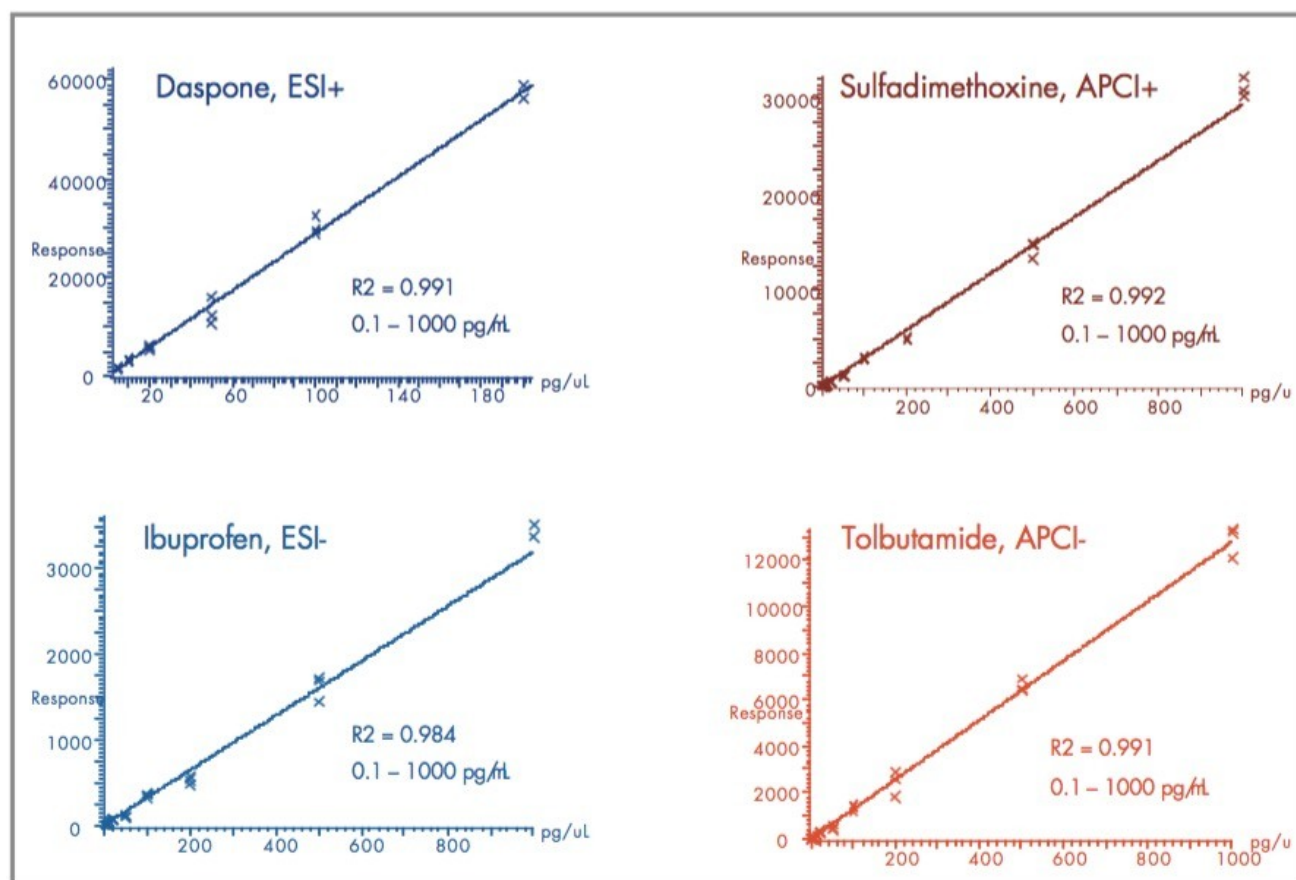 Daspone, ESI+
60000
40000
Response
20000
0
R2 = 0.991
0.1 – 1000 pg/mL
20 60 100 140 180 pg/uL
Sulfadimethoxine, APCI+
30000
20000
Response
10000
0
R2 = 0.992
0.1 – 1000 pg/mL
200 400 600 800 pg/u
Ibuprofen, ESI-
3000
2000
Response
1000
0
R2 = 0.984
0.1 – 1000 pg/mL
200 400 600 800 pg/uL
Tolbutamide, APCI-
12000
10000
8000
6000
Response
4000
2000
0
R2 = 0.991
0.1 – 1000 pg/mL
200 400 600 800 1000 pg/u